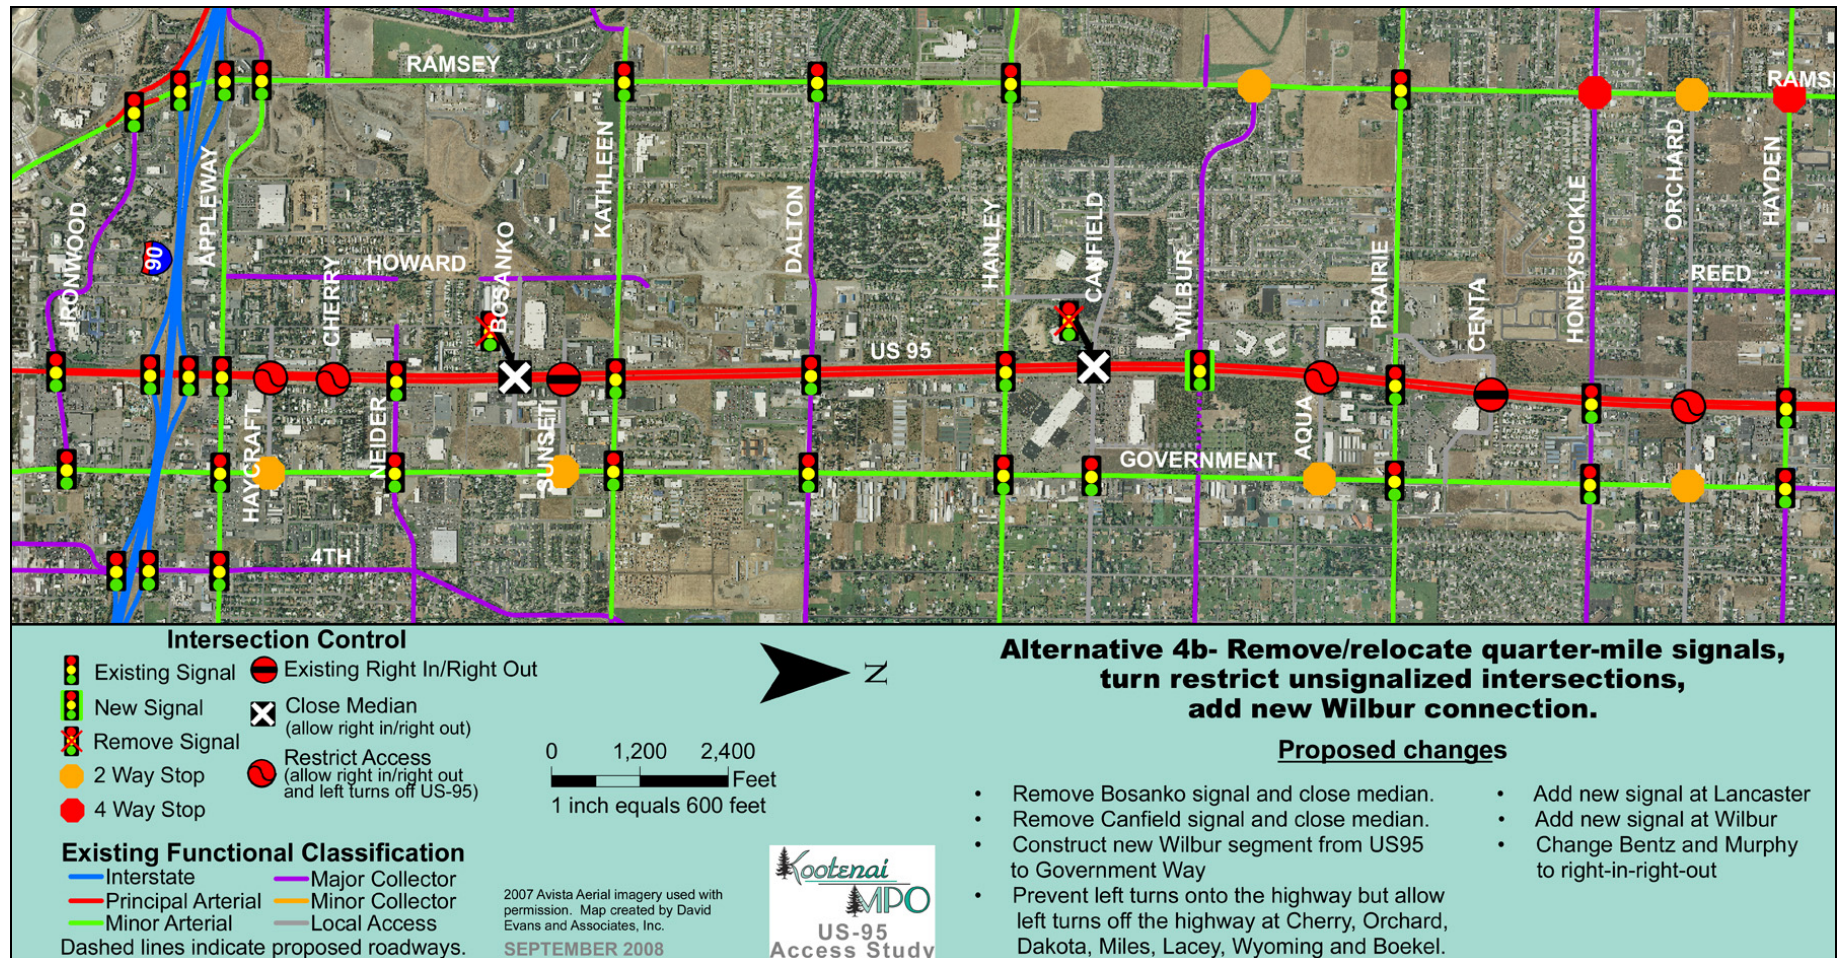 RAMSEY
RAMS
IRONWOOD
90
APPLEWAY
CHERRY
HOWARD
BOSANKO
KATHLEEN
DALTON
HANLEY
CANFIELD
WILBUR
PRAIRIE
CENTA
HONEYSUCKLE
ORCHARD
HAYDEN
REED
US 95
HAYCRAFT
NEIDER
SUNSET
AQUA
GOVERNMENT
4TH
Intersection Control
Existing Signal
New Signal
Remove Signal
2 Way Stop
4 Way Stop
Existing Right In/Right Out
Close Median
(allow right in/right out)
Restrict Access
(allow right in/right out
and left turns off US-95)
Existing Functional Classification
Interstate
Principal Arterial
Minor Arterial
Major Collector
Minor Collector
Local Access
Dashed lines indicate proposed roadways.
N
0 1,200 2,400
Feet
1 inch equals 600 feet
2007 Avista Aerial imagery used with
permission. Map created by David
Evans and Associates, Inc.
SEPTEMBER 2008
Kootenai
MPO
US-95
Access Study
Alternative 4b- Remove/relocate quarter-mile signals,
turn restrict unsignalized intersections,
add new Wilbur connection.
Proposed changes
• Remove Bosanko signal and close median.
• Remove Canfield signal and close median.
• Construct new Wilbur segment from US95
to Government Way
• Prevent left turns onto the highway but allow
left turns off the highway at Cherry, Orchard,
Dakota, Miles, Lacey, Wyoming and Boekel.
• Add new signal at Lancaster
• Add new signal at Wilbur
• Change Bentz and Murphy
to right-in-right-out